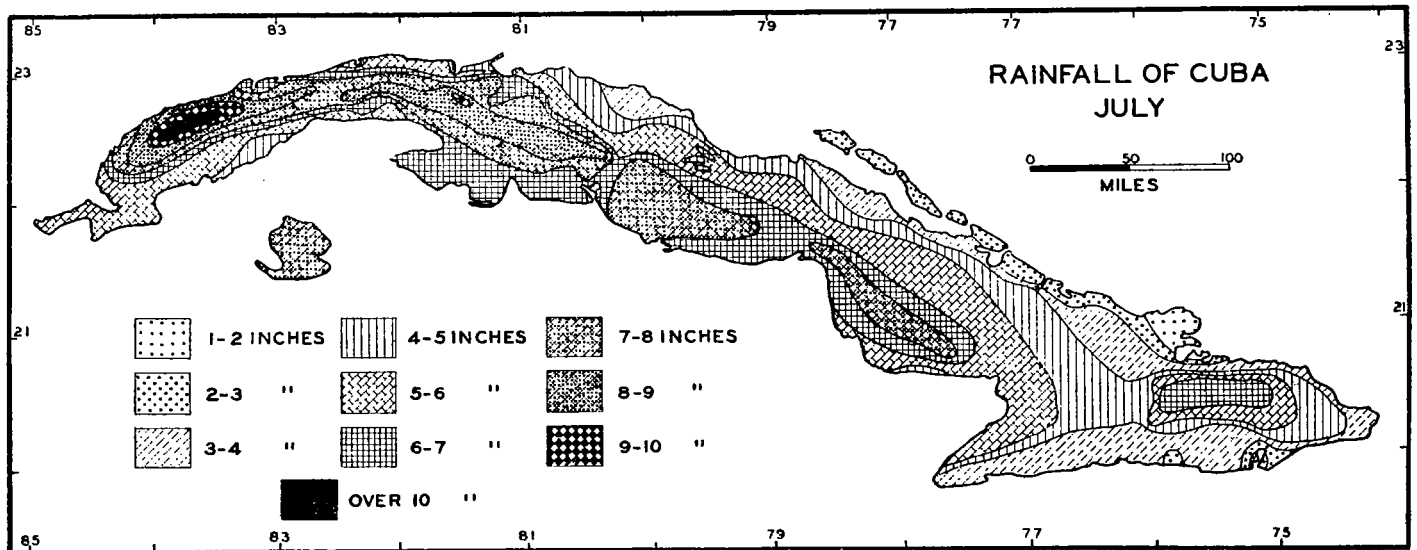 85 83 81 79 77 75
23 23
RAINFALL OF CUBA
JULY
0 50 100
MILES
21 21
1-2 INCHES 4-5 INCHES 7-8 INCHES
2-3 " 5-6 " 8-9 "
3-4 " 6-7 " 9-10 "
OVER 10 "
85 83 81 79 77 75